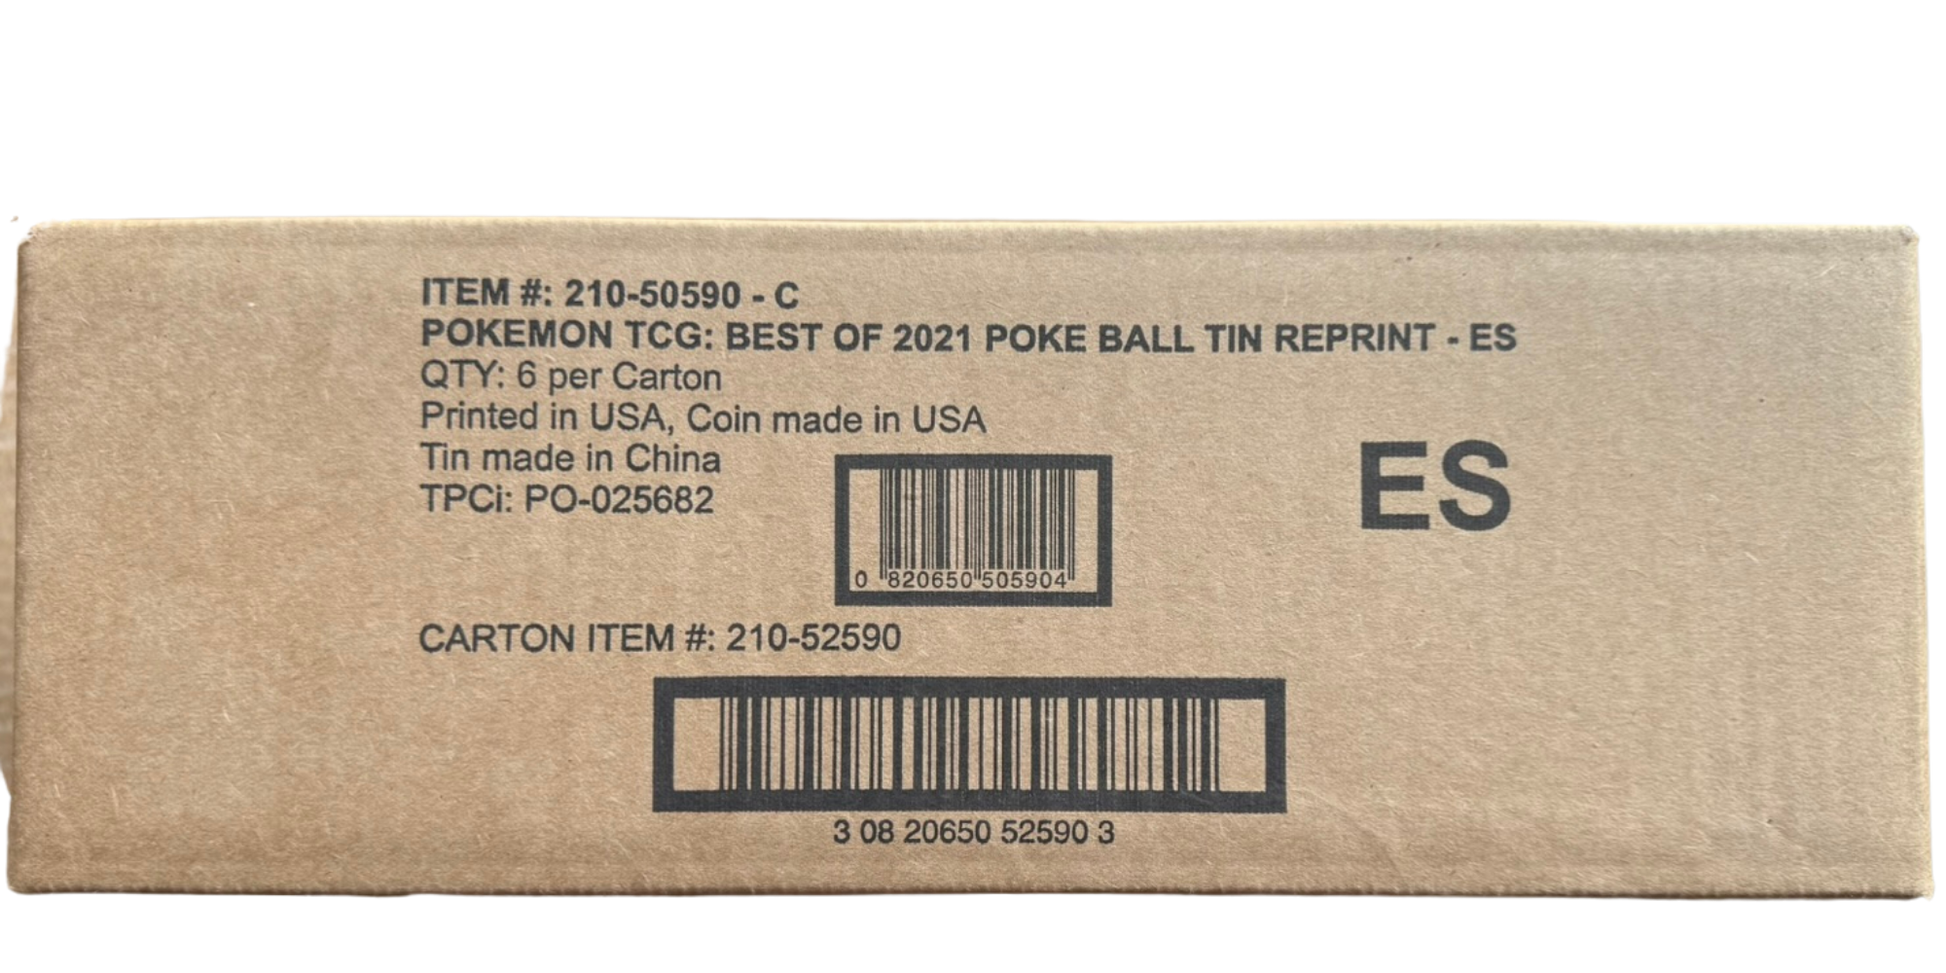 ITEM #: 210-50590 - C
POKEMON TCG: BEST OF 2021 POKE BALL TIN REPRINT - ES
QTY: 6 per Carton
Printed in USA, Coin made in USA
Tin made in China
TPCi: PO-025682
ES
0 820650 505904
CARTON ITEM #: 210-52590
3 08 20650 52590 3